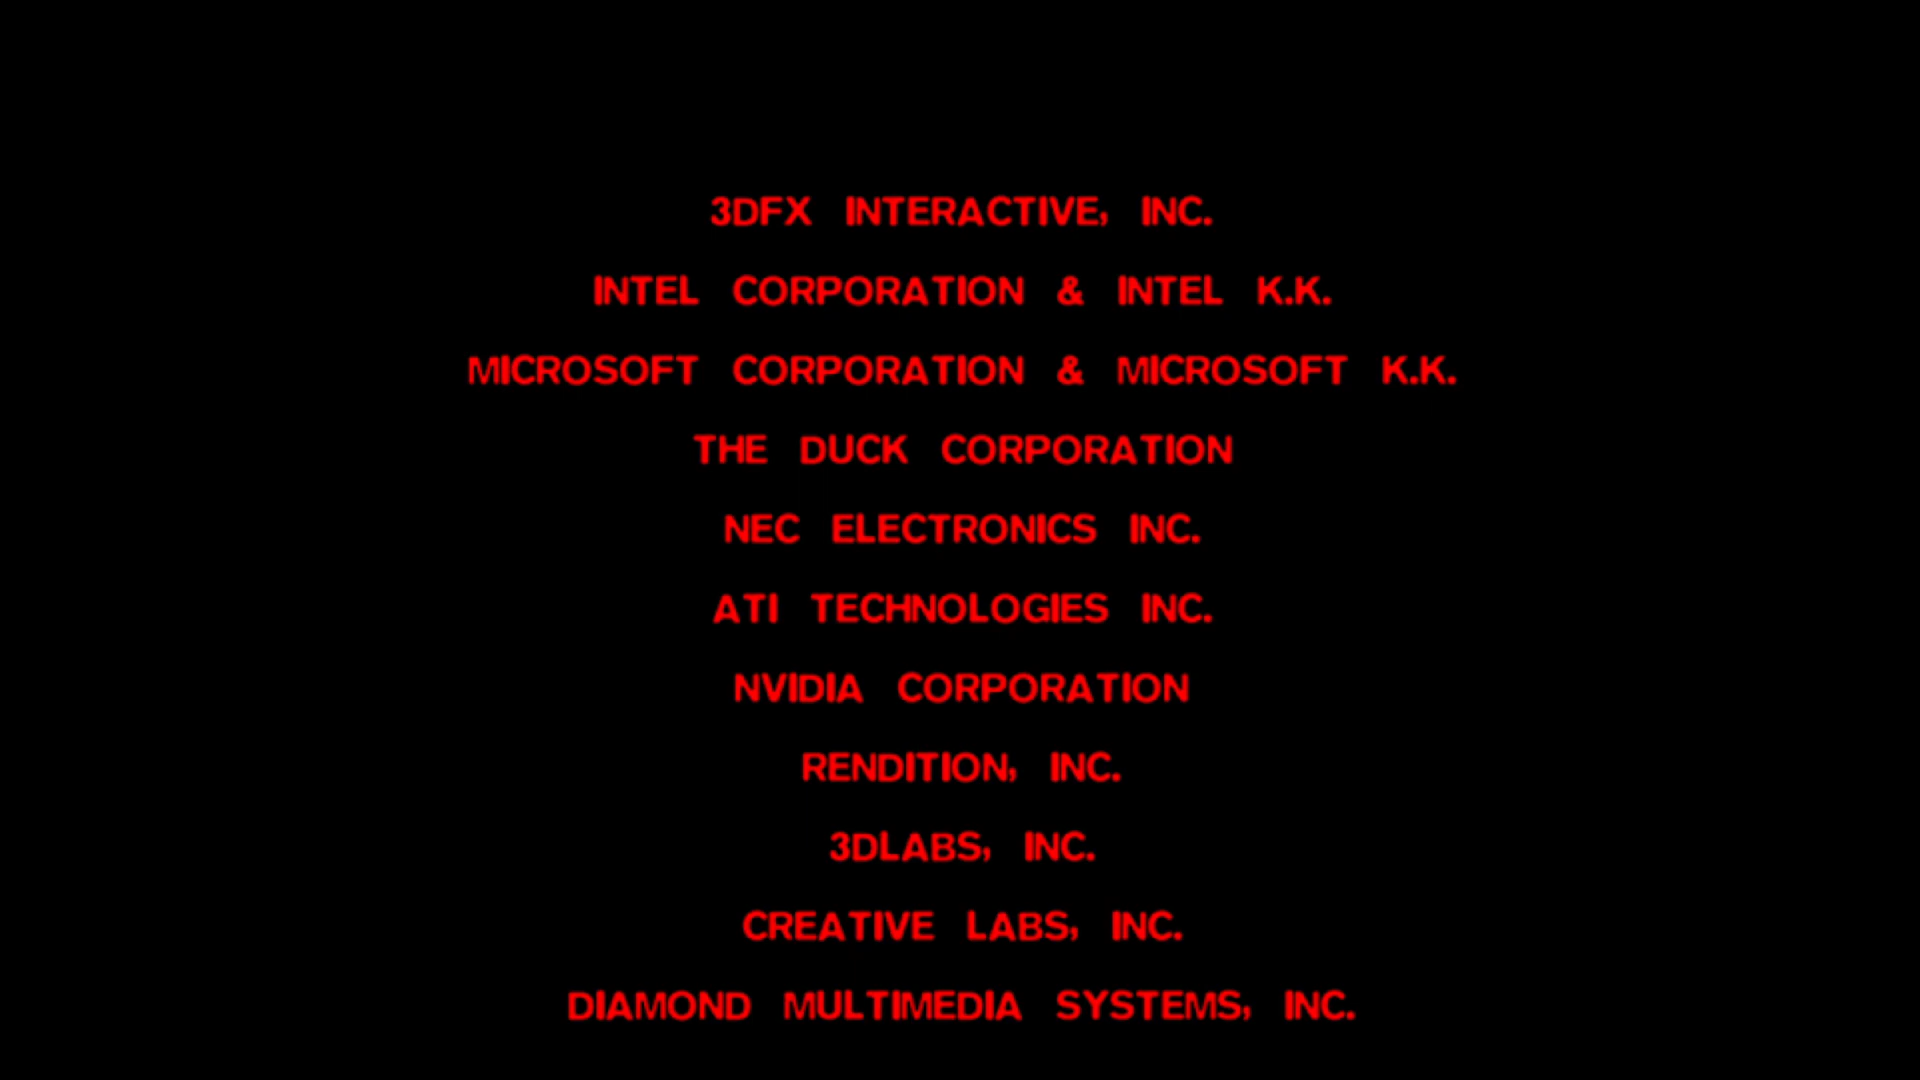 3DFX INTERACTIVE, INC.
INTEL CORPORATION & INTEL K.K.
MICROSOFT CORPORATION & MICROSOFT K.K.
THE DUCK CORPORATION
NEC ELECTRONICS INC.
ATI TECHNOLOGIES INC.
NVIDIA CORPORATION
RENDITION, INC.
3DLABS, INC.
CREATIVE LABS, INC.
DIAMOND MULTIMEDIA SYSTEMS, INC.